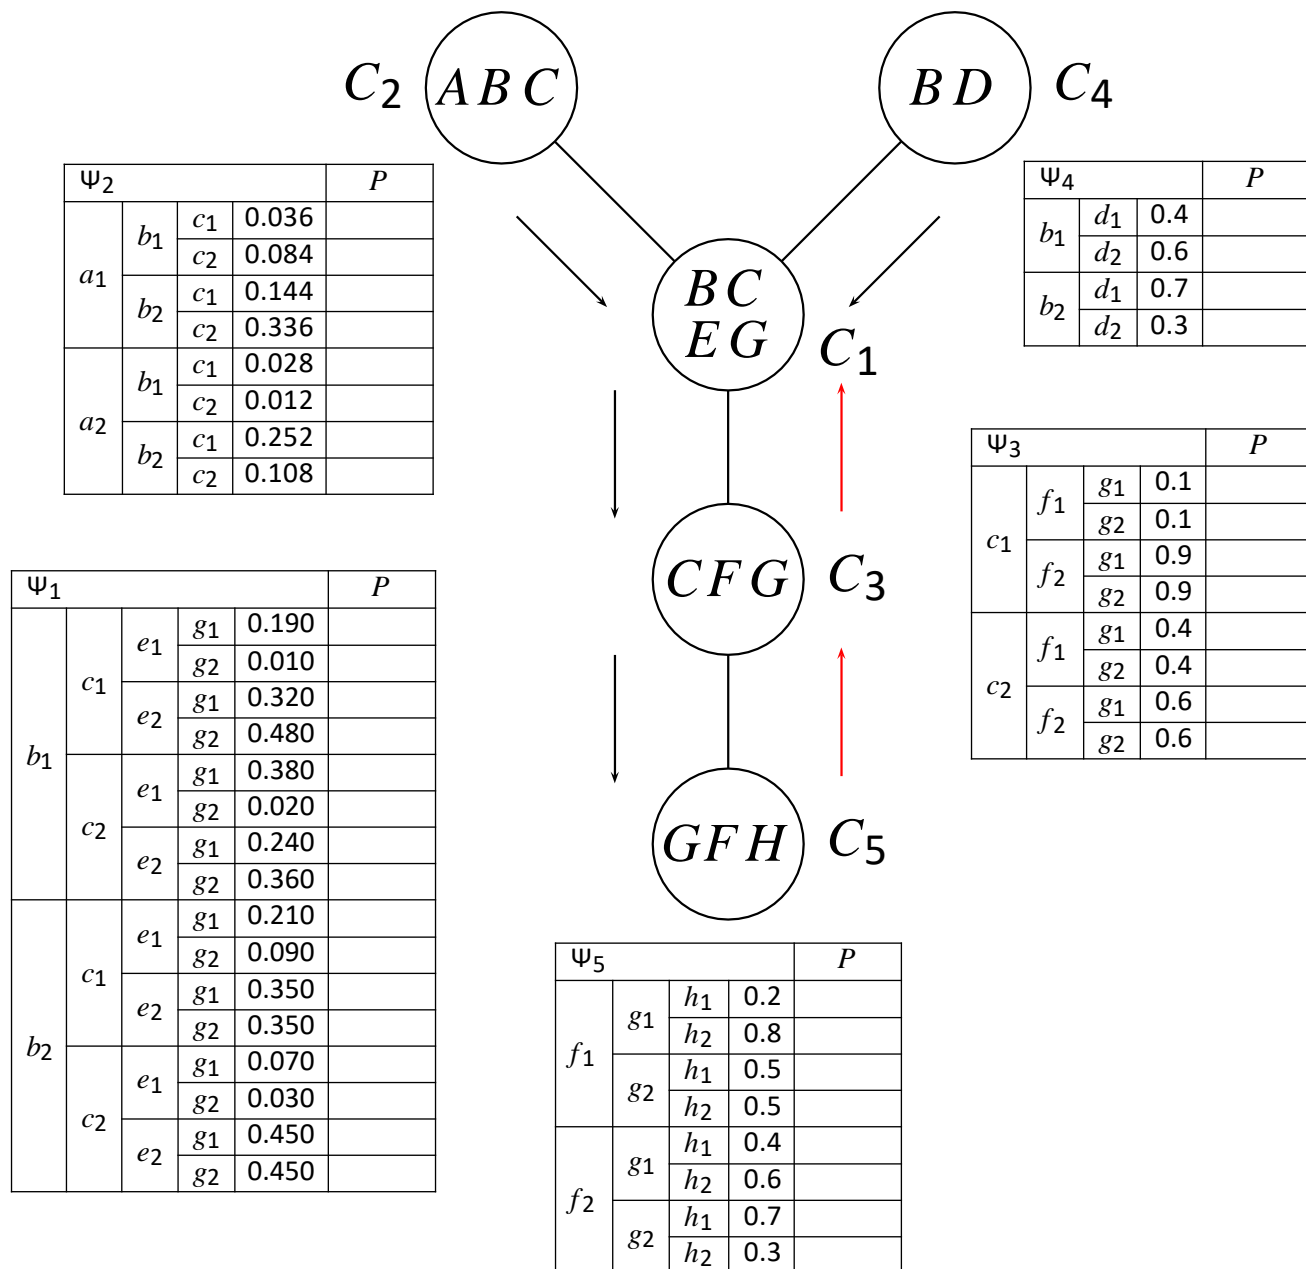 C2 ABC
BD C4
Ψ2 P
a1 b1 c1 0.036
c2 0.084
b2 c1 0.144
c2 0.336
a2 b1 c1 0.028
c2 0.012
b2 c1 0.252
c2 0.108
Ψ4 P
b1 d1 0.4
d2 0.6
b2 d1 0.7
d2 0.3
BC
EG
C1
Ψ3 P
c1 f1 g1 0.1
g2 0.1
f2 g1 0.9
g2 0.9
c2 f1 g1 0.4
g2 0.4
f2 g1 0.6
g2 0.6
CFG C3
Ψ1 P
b1 c1 e1 g1 0.190
g2 0.010
e2 g1 0.320
g2 0.480
c2 e1 g1 0.380
g2 0.020
e2 g1 0.240
g2 0.360
b2 c1 e1 g1 0.210
g2 0.090
e2 g1 0.350
g2 0.350
c2 e1 g1 0.070
g2 0.030
e2 g1 0.450
g2 0.450
GFH C5
Ψ5 P
f1 g1 h1 0.2
h2 0.8
g2 h1 0.5
h2 0.5
f2 g1 h1 0.4
h2 0.6
g2 h1 0.7
h2 0.3